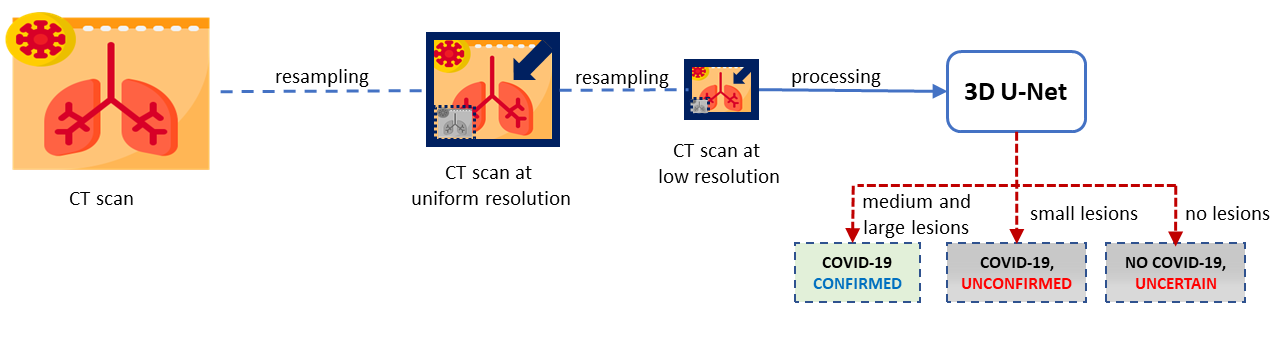 resampling
resampling
processing
3D U-Net
CT scan
CT scan at
uniform resolution
CT scan at
low resolution
medium and
large lesions
small lesions
no lesions
COVID-19
CONFIRMED
COVID-19,
UNCONFIRMED
NO COVID-19,
UNCERTAIN